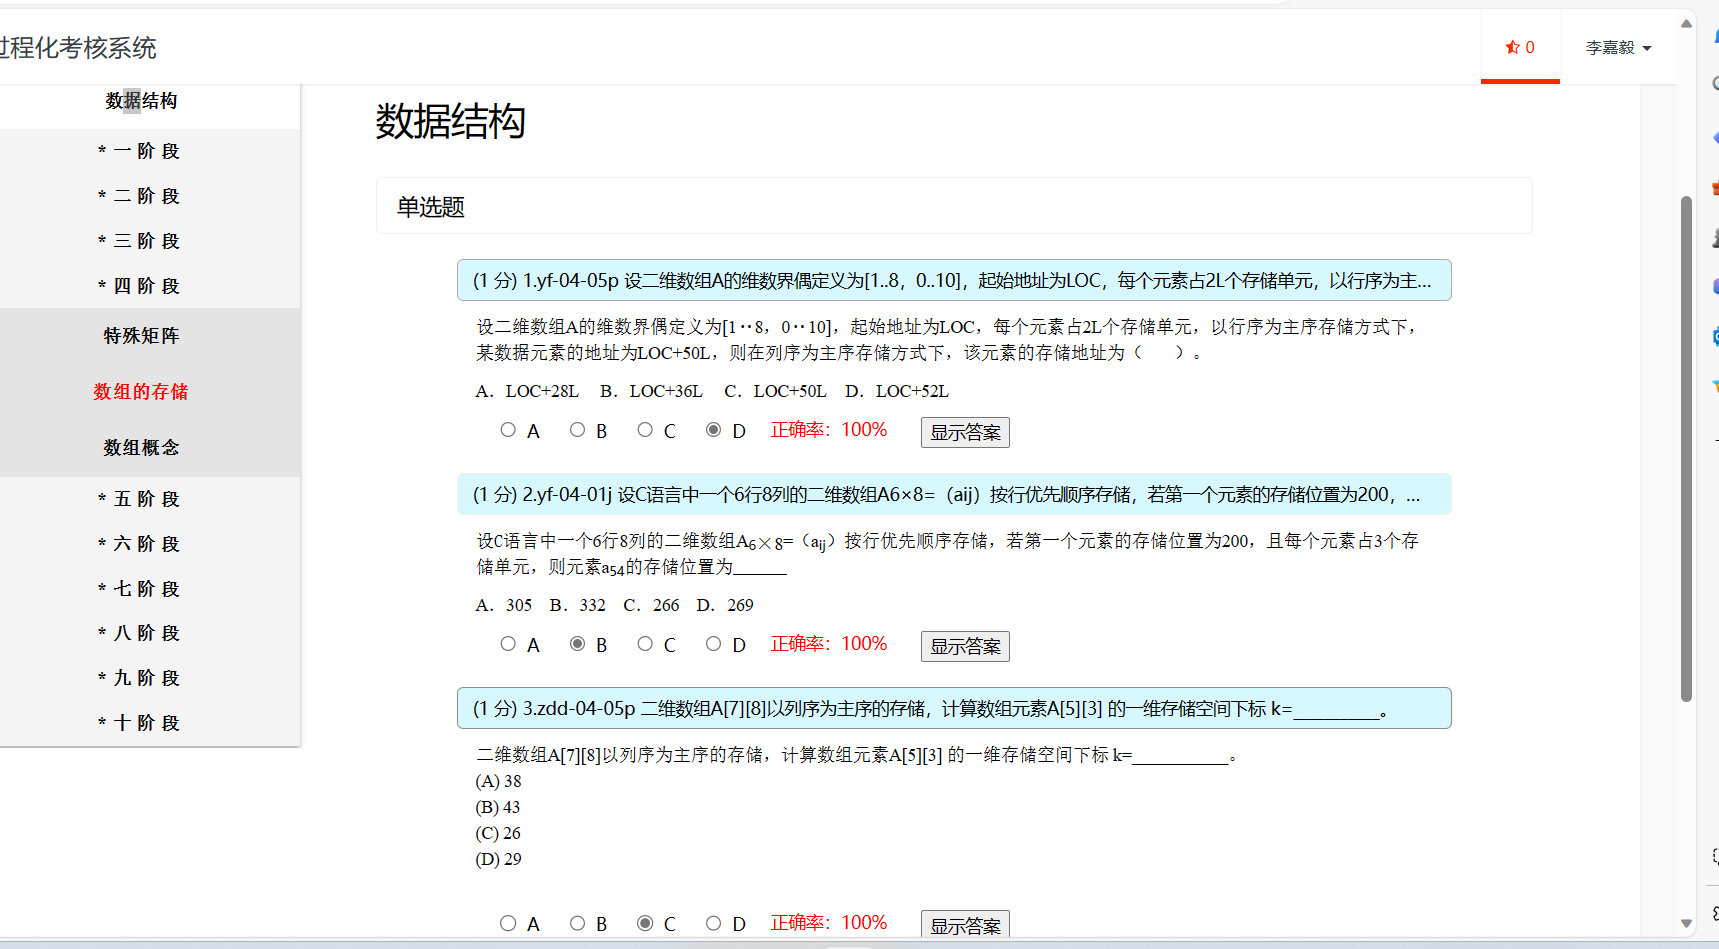 过程化考核系统
0
李嘉毅
数据结构
* 一 阶 段
* 二 阶 段
* 三 阶 段
* 四 阶 段
特殊矩阵
数组的存储
数组概念
* 五 阶 段
* 六 阶 段
* 七 阶 段
* 八 阶 段
* 九 阶 段
* 十 阶 段
数据结构
单选题
(1 分) 1.yf-04-05p 设二维数组A的维数界偶定义为[1..8，0..10]，起始地址为LOC，每个元素占2L个存储单元，以行序为主...
设二维数组A的维数界偶定义为[1··8，0··10]，起始地址为LOC，每个元素占2L个存储单元，以行序为主序存储方式下，
某数据元素的地址为LOC+50L，则在列序为主序存储方式下，该元素的存储地址为（　　）。
A．LOC+28L B．LOC+36L C．LOC+50L D．LOC+52L
A B C D 正确率：100% 显示答案
(1 分) 2.yf-04-01j 设C语言中一个6行8列的二维数组A6×8=（aij）按行优先顺序存储，若第一个元素的存储位置为200，...
设C语言中一个6行8列的二维数组A6×8=（aij）按行优先顺序存储，若第一个元素的存储位置为200，且每个元素占3个存
储单元，则元素a54的存储位置为______
A．305 B．332 C．266 D．269
A B C D 正确率：100% 显示答案
(1 分) 3.zdd-04-05p 二维数组A[7][8]以列序为主序的存储，计算数组元素A[5][3] 的一维存储空间下标 k=__________。
二维数组A[7][8]以列序为主序的存储，计算数组元素A[5][3] 的一维存储空间下标 k=___________。
(A) 38
(B) 43
(C) 26
(D) 29
A B C D 正确率：100% 显示答案